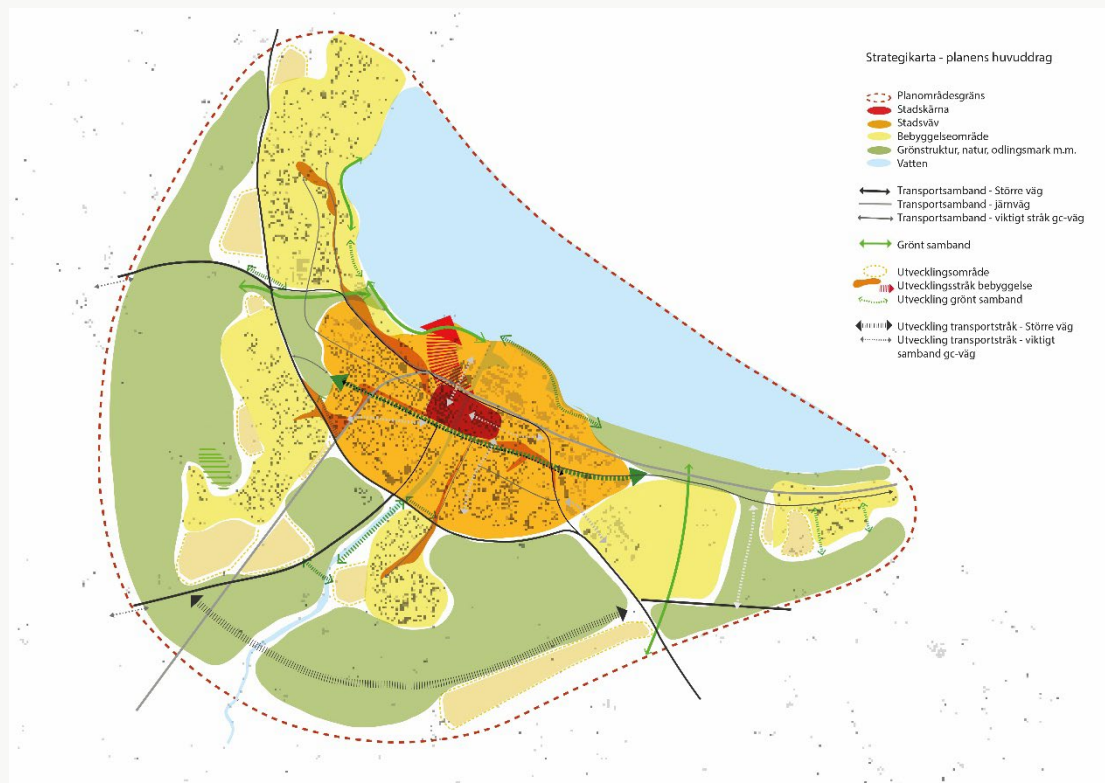 Strategikarta - planens huvuddrag
Planområdesgräns
Stadskärna
Stadsväv
Bebyggelseområde
Grönstruktur, natur, odlingsmark m.m.
Vatten
Transportsamband - Större väg
Transportsamband - järnväg
Transportsamband - viktigt stråk gc-väg
Grönt samband
Utvecklingsområde
Utvecklingsstråk bebyggelse
Utveckling grönt samband
Utveckling transportstråk - Större väg
Utveckling transportstråk - viktigt
samband gc-väg